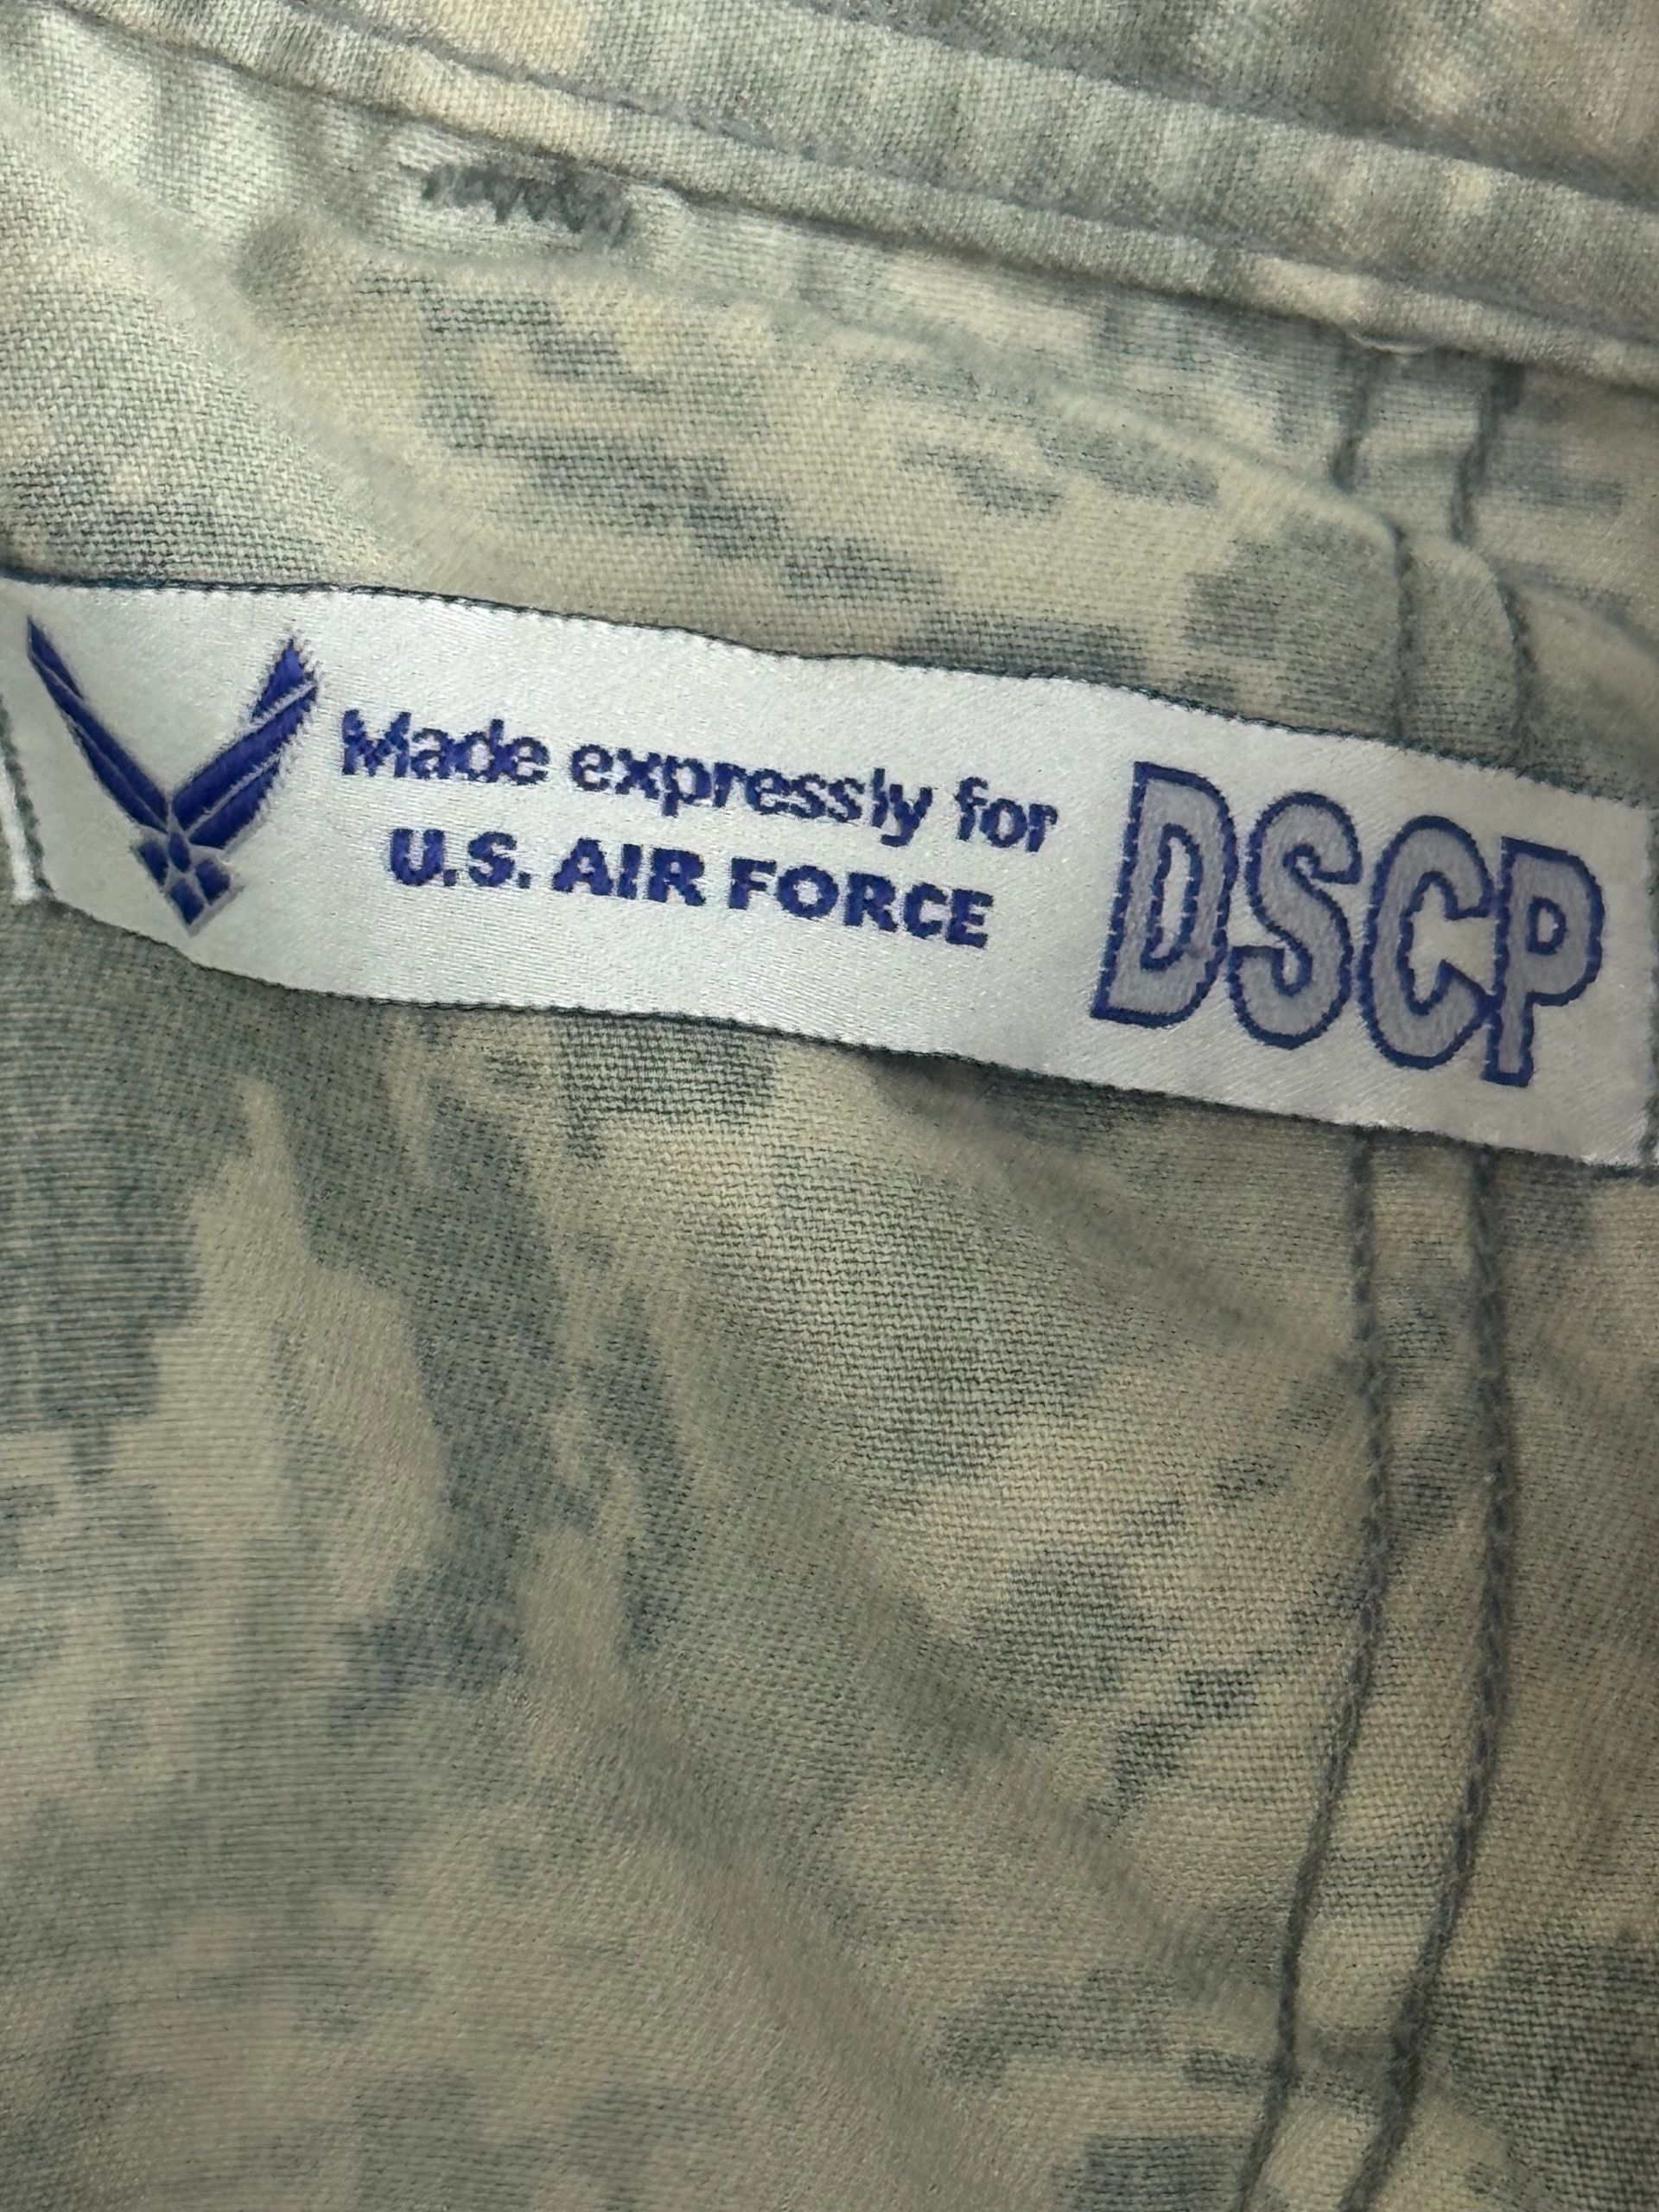 Made expressly for
U.S. AIR FORCE
DSCP